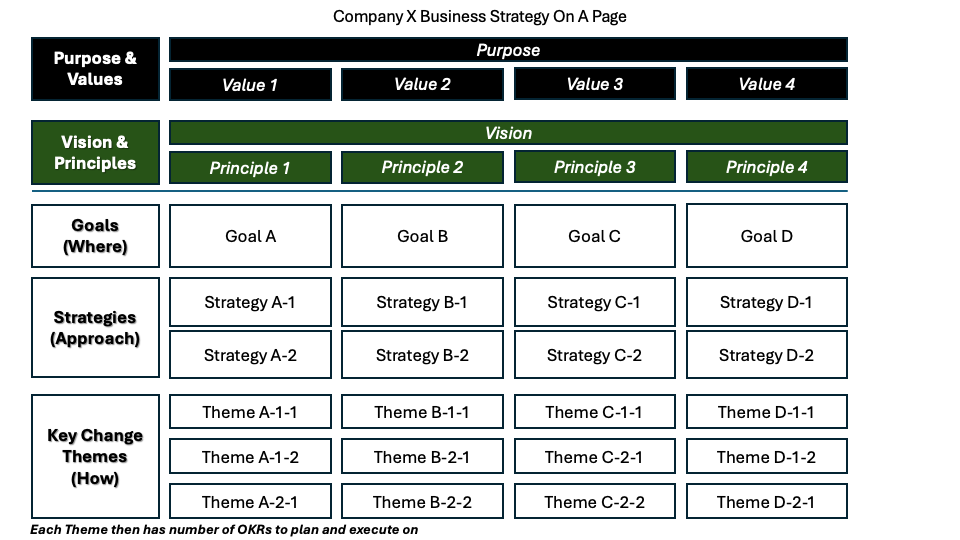 Company X Business Strategy On A Page
Purpose &
Values
Purpose
Value 1
Value 2
Value 3
Value 4
Vision &
Principles
Vision
Principle 1
Principle 2
Principle 3
Principle 4
Goals
(Where)
Goal A
Goal B
Goal C
Goal D
Strategies
(Approach)
Strategy A-1
Strategy B-1
Strategy C-1
Strategy D-1
Strategy A-2
Strategy B-2
Strategy C-2
Strategy D-2
Key Change
Themes
(How)
Theme A-1-1
Theme B-1-1
Theme C-1-1
Theme D-1-1
Theme A-1-2
Theme B-2-1
Theme C-2-1
Theme D-1-2
Theme A-2-1
Theme B-2-2
Theme C-2-2
Theme D-2-1
Each Theme then has number of OKRs to plan and execute on